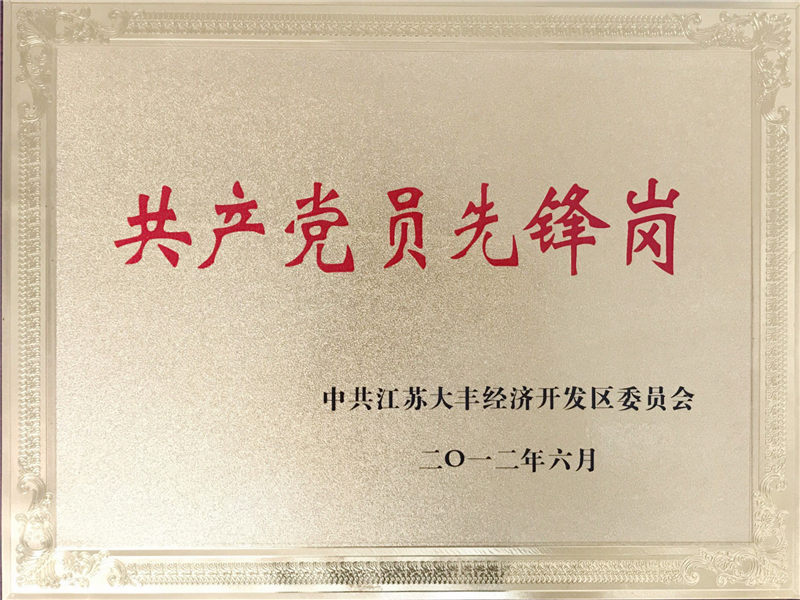 共产党员先锋岗
中共江苏大丰经济开发区委员会
二〇一二年六月